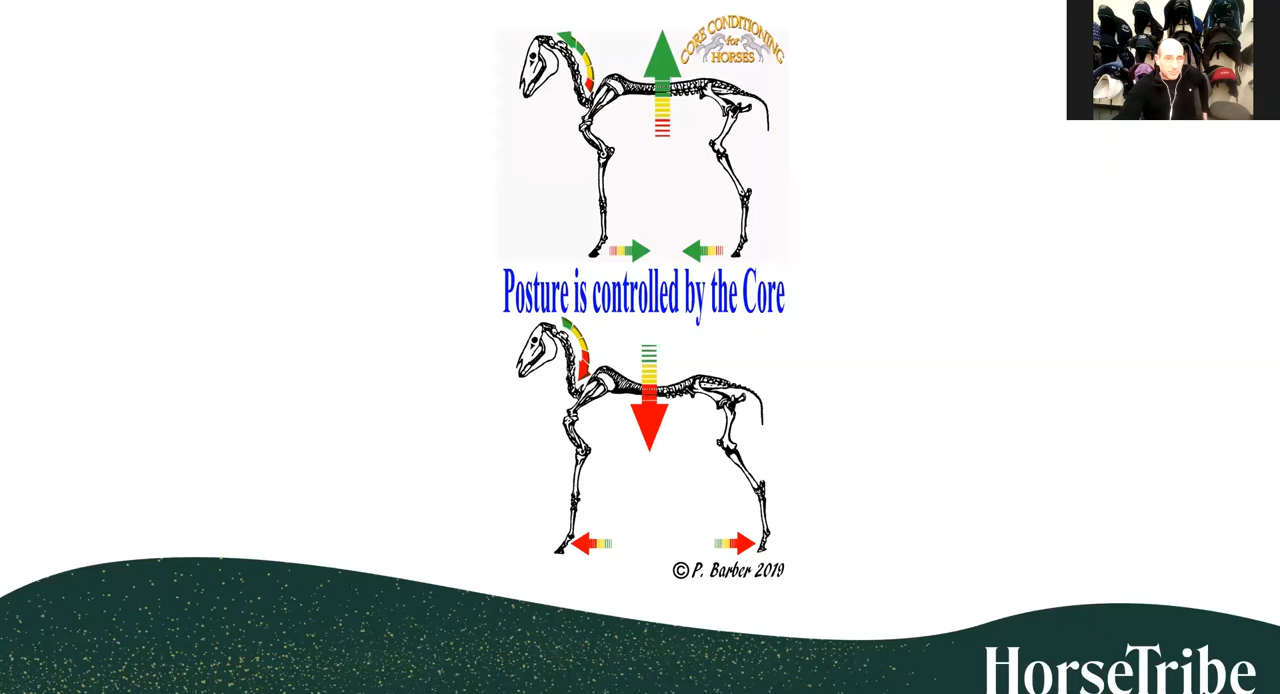 CORE CONDITIONING
for
HORSES
Posture is controlled by the Core
© P. Barber 2019
HorseTribe